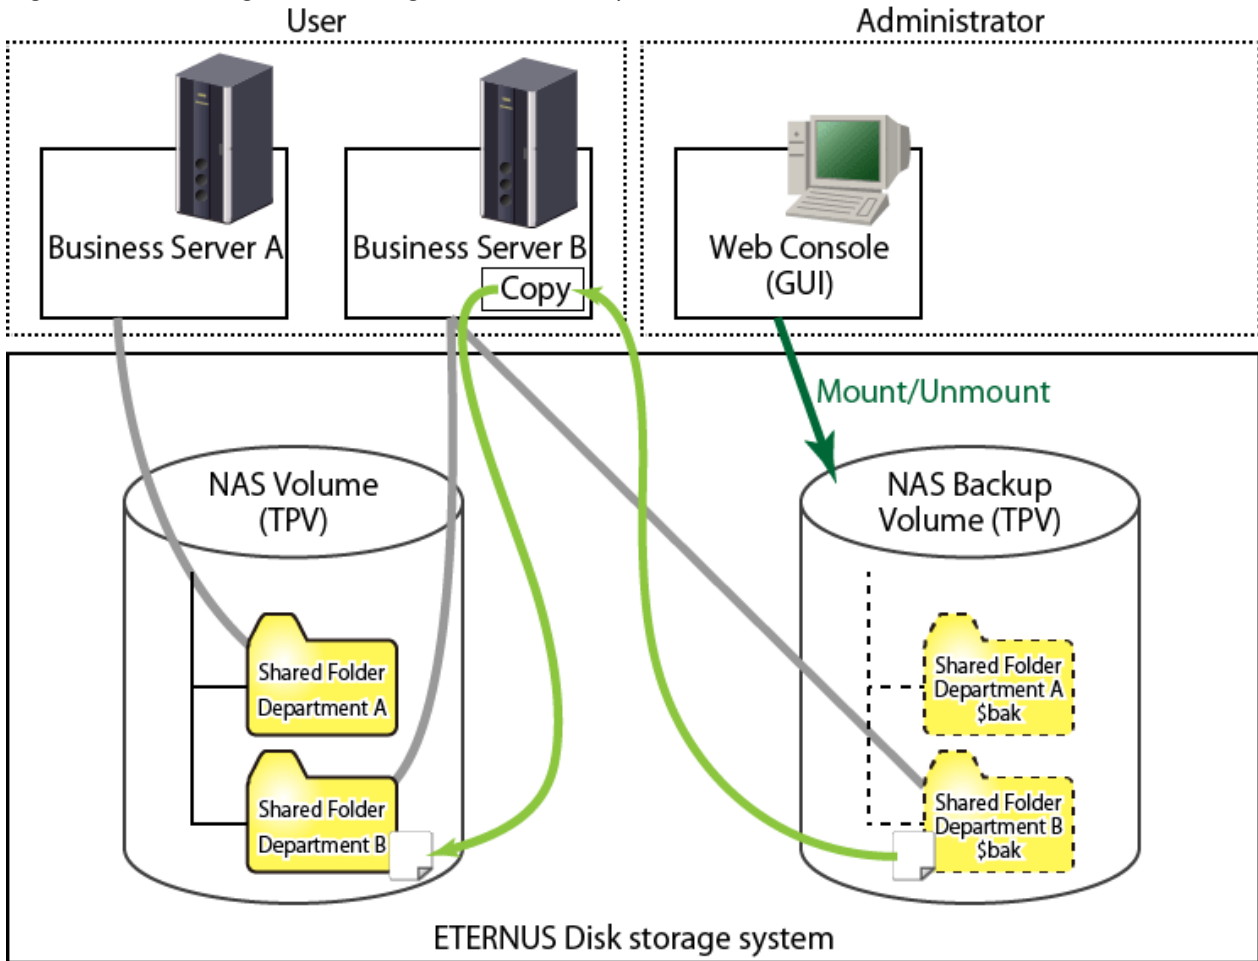 User
Administrator
Business Server A
Business Server B
Copy
Web Console
(GUI)
Mount/Unmount
NAS Volume
(TPV)
NAS Backup
Volume (TPV)
Shared Folder
Department A
Shared Folder
Department B
Shared Folder
Department A
$bak
Shared Folder
Department B
$bak
ETERNUS Disk storage system